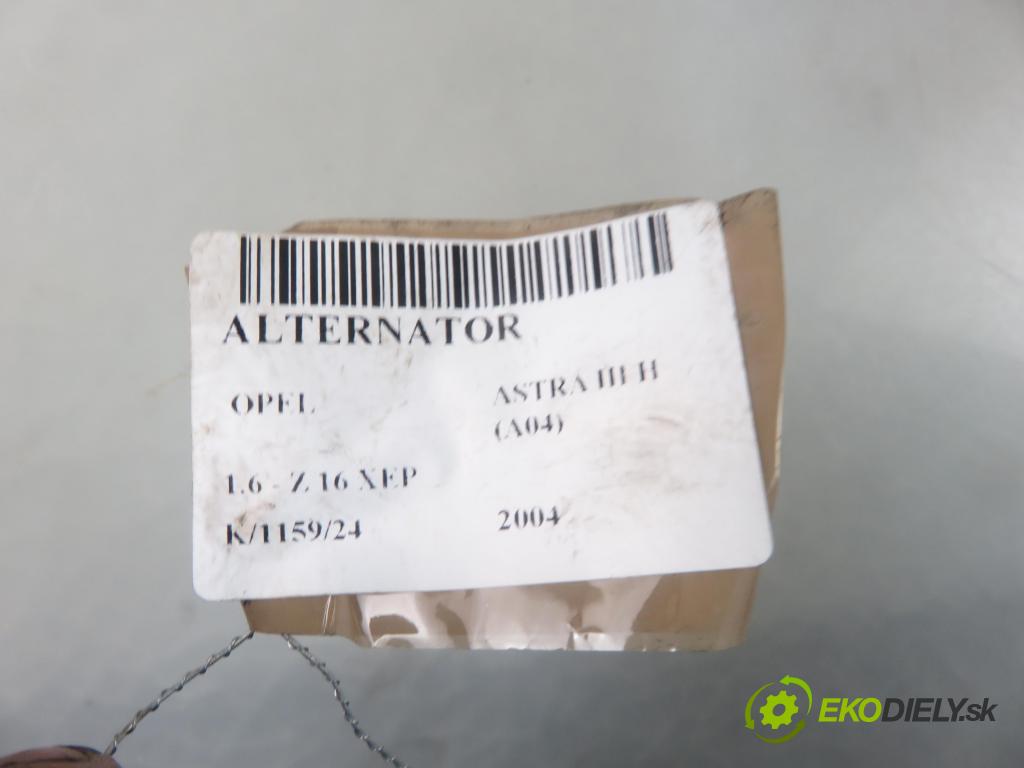 ALTERNATOR
OPEL
ASTRA III H
(A04)
1.6 - Z 16 XEP
K/1159/24
2004
EKODIELY.sk